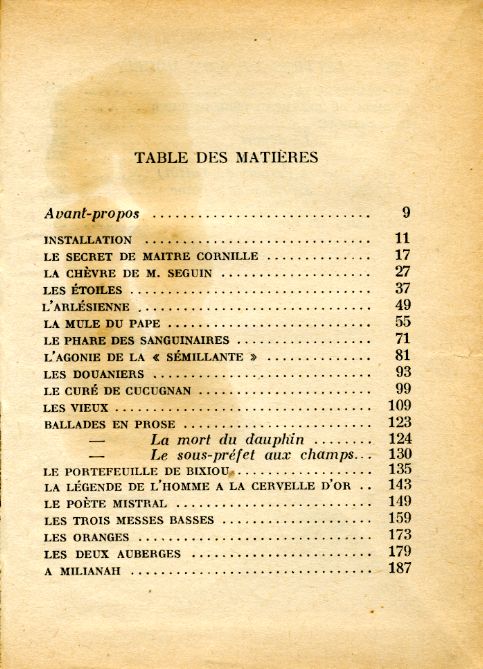 TABLE DES MATIÈRES
Avant-propos ............................ 9
INSTALLATION ............................ 11
LE SECRET DE MAITRE CORNILLE .............. 17
LA CHÈVRE DE M. SEGUIN .................... 27
LES ÉTOILES ............................... 37
L'ARLÉSIENNE .............................. 49
LA MULE DU PAPE ........................... 55
LE PHARE DES SANGUINAIRES ................. 71
L'AGONIE DE LA « SÉMILLANTE » ............. 81
LES DOUANIERS ............................. 93
LE CURÉ DE CUCUGNAN ....................... 99
LES VIEUX ................................. 109
BALLADES EN PROSE ......................... 123
— La mort du dauphin ........ 124
— Le sous-préfet aux champs... 130
LE PORTEFEUILLE DE BIXIOU ................. 135
LA LÉGENDE DE L'HOMME A LA CERVELLE D'OR .. 143
LE POÈTE MISTRAL .......................... 149
LES TROIS MESSES BASSES ................... 159
LES ORANGES ............................... 173
LES DEUX AUBERGES ......................... 179
A MILIANAH ................................ 187